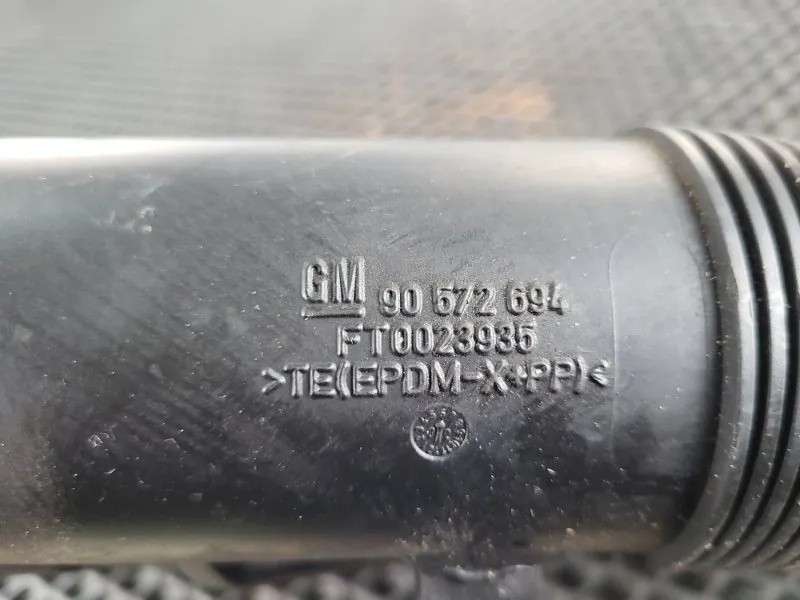 GM 90 572 694
FT0023935
>TE(EPDM-X+PP)<